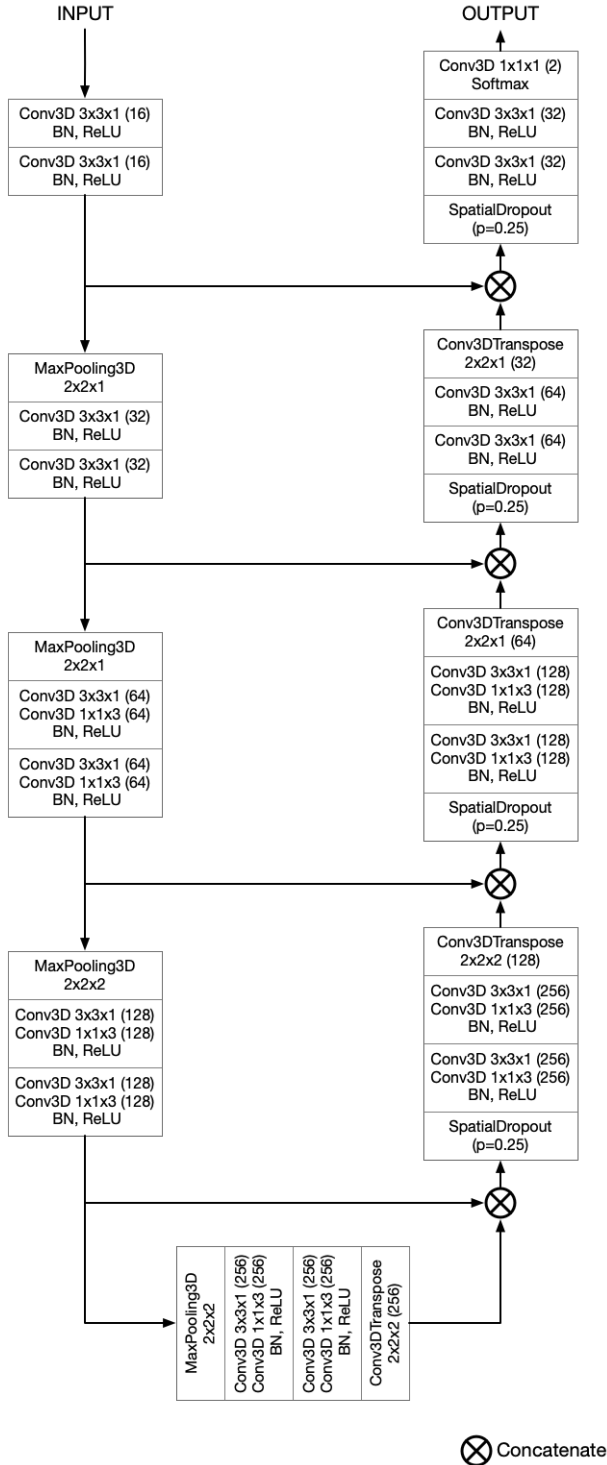 INPUT
Conv3D 3x3x1 (16)
BN, ReLU
Conv3D 3x3x1 (16)
BN, ReLU
MaxPooling3D
2x2x1
Conv3D 3x3x1 (32)
BN, ReLU
Conv3D 3x3x1 (32)
BN, ReLU
MaxPooling3D
2x2x1
Conv3D 3x3x1 (64)
Conv3D 1x1x3 (64)
BN, ReLU
Conv3D 3x3x1 (64)
Conv3D 1x1x3 (64)
BN, ReLU
MaxPooling3D
2x2x2
Conv3D 3x3x1 (128)
Conv3D 1x1x3 (128)
BN, ReLU
Conv3D 3x3x1 (128)
Conv3D 1x1x3 (128)
BN, ReLU
MaxPooling3D
2x2x2
Conv3D 3x3x1 (256)
Conv3D 1x1x3 (256)
BN, ReLU
Conv3D 3x3x1 (256)
Conv3D 1x1x3 (256)
BN, ReLU
Conv3DTranspose
2x2x2 (256)
OUTPUT
Conv3D 1x1x1 (2)
Softmax
Conv3D 3x3x1 (32)
BN, ReLU
Conv3D 3x3x1 (32)
BN, ReLU
SpatialDropout
(p=0.25)
Conv3DTranspose
2x2x1 (32)
Conv3D 3x3x1 (64)
BN, ReLU
Conv3D 3x3x1 (64)
BN, ReLU
SpatialDropout
(p=0.25)
Conv3DTranspose
2x2x1 (64)
Conv3D 3x3x1 (128)
Conv3D 1x1x3 (128)
BN, ReLU
Conv3D 3x3x1 (128)
Conv3D 1x1x3 (128)
BN, ReLU
SpatialDropout
(p=0.25)
Conv3DTranspose
2x2x2 (128)
Conv3D 3x3x1 (256)
Conv3D 1x1x3 (256)
BN, ReLU
Conv3D 3x3x1 (256)
Conv3D 1x1x3 (256)
BN, ReLU
SpatialDropout
(p=0.25)
Concatenate